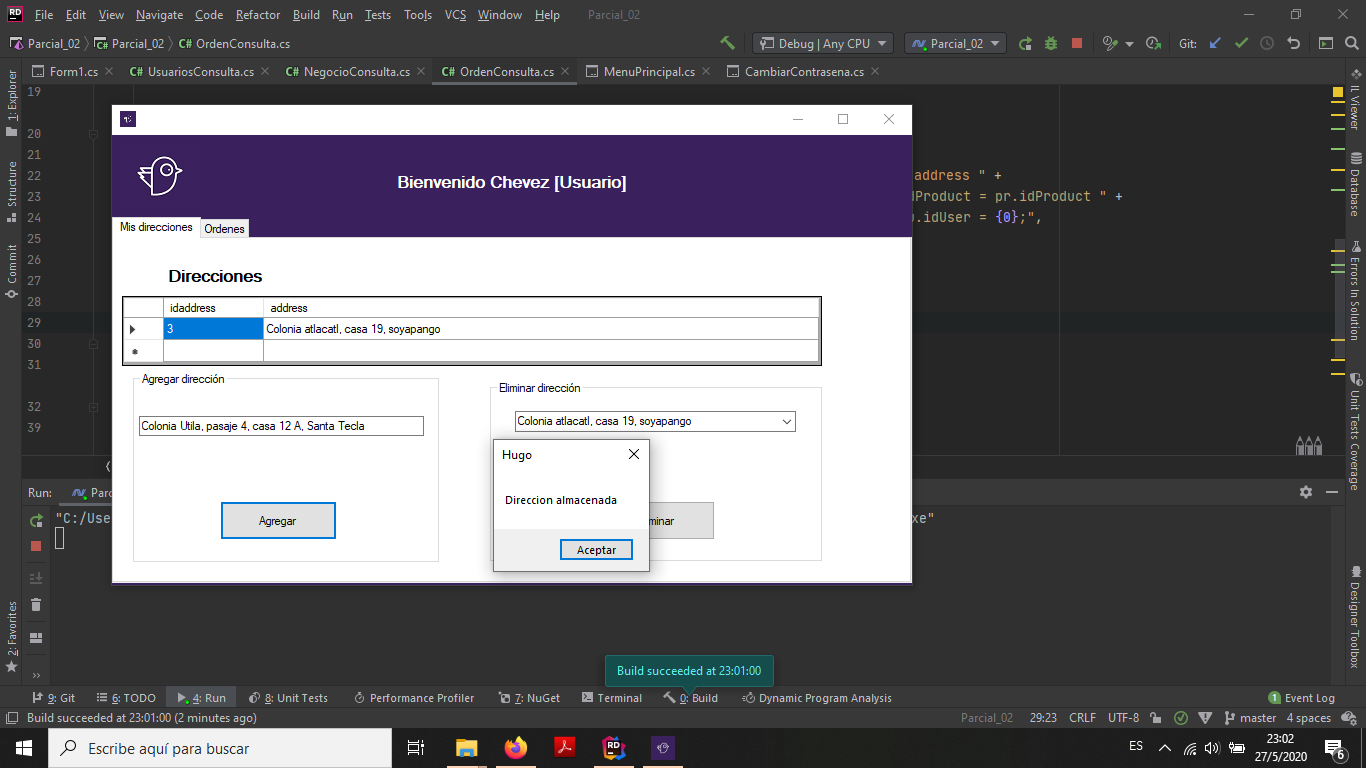 File Edit View Navigate Code Refactor Build Run Tests Tools VCS Window Help Parcial_02
Parcial_02 Parcial_02 OrdenConsulta.cs Debug | Any CPU Parcial_02 Git:
Form1.cs UsuariosConsulta.cs NegocioConsulta.cs OrdenConsulta.cs MenuPrincipal.cs CambiarContrasena.cs
1: Explorer
Structure
Commit
2: Favorites
19
20
21
22 address " +
23 pr.idProduct " +
24 .idUser = {0};",
25
26
27
28
29
30
31
32
39
Bienvenido Chevez [Usuario]
Mis direcciones Ordenes
Direcciones
idaddress address
3 Colonia atlacatl, casa 19, soyapango
Agregar dirección
Colonia Utila, pasaje 4, casa 12 A, Santa Tecla
Agregar
Eliminar dirección
Colonia atlacatl, casa 19, soyapango
minar
Hugo
Direccion almacenada
Aceptar
IL Viewer
Database
Errors In Solution
Unit Tests Coverage
Designer Toolbox
Run: Parc
"C:/Use xe"
Build succeeded at 23:01:00
9: Git 6: TODO 4: Run 8: Unit Tests Performance Profiler 7: NuGet Terminal 0: Build Dynamic Program Analysis 1 Event Log
Build succeeded at 23:01:00 (2 minutes ago) Parcial_02 29:23 CRLF UTF-8 master 4 spaces
Escribe aquí para buscar
ES
23:02
27/5/2020
6